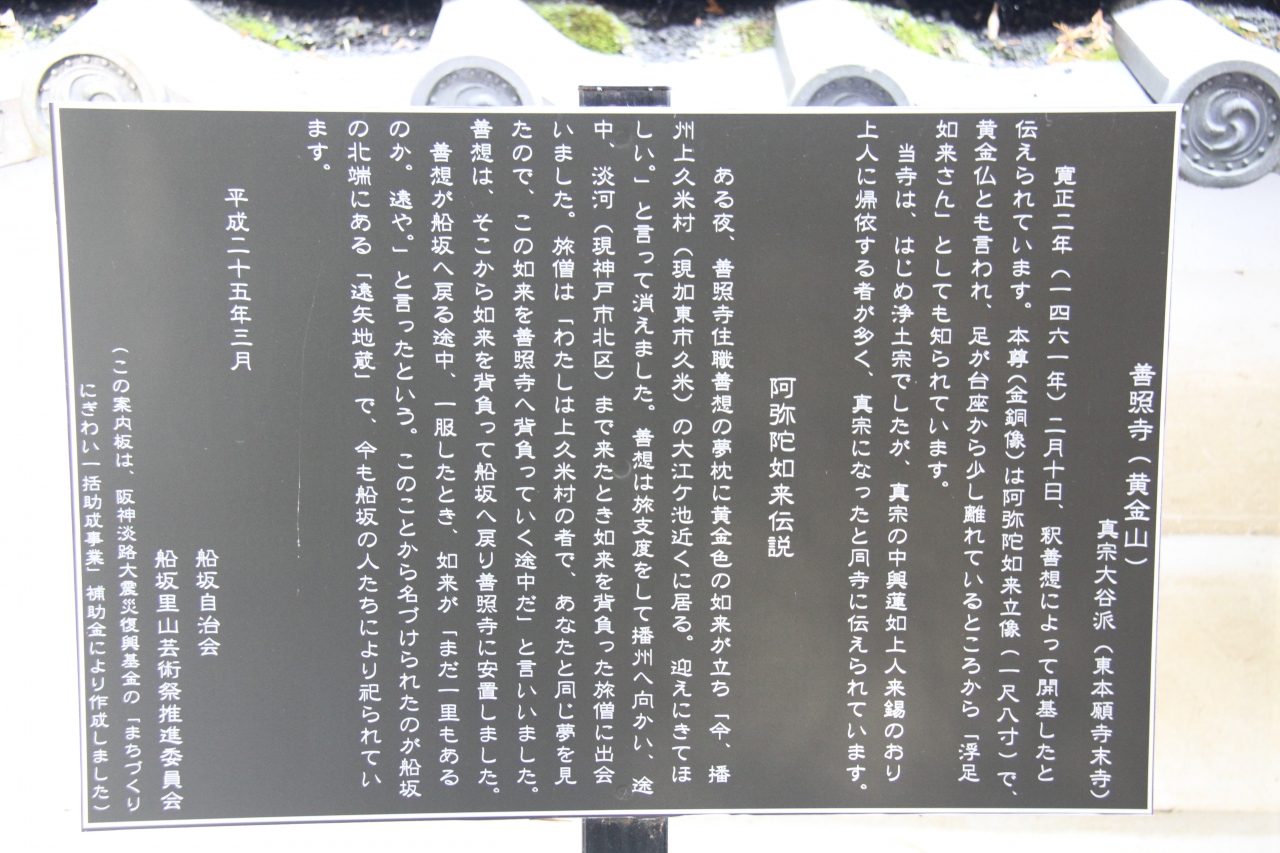 善照寺（黄金山）
真宗大谷派（東本願寺末寺）
寛正二年（一四六一年）二月十日、釈善想によって開基したと
伝えられています。本尊（金銅像）は阿弥陀如来立像（一尺八寸）で、
黄金仏とも言われ、足が台座から少し離れているところから「浮足
如来さん」としても知られています。
当寺は、はじめ浄土宗でしたが、真宗の中興蓮如上人来錫のおり
上人に帰依する者が多く、真宗になったと同寺に伝えられています。
阿弥陀如来伝説
ある夜、善照寺住職善想の夢枕に黄金色の如来が立ち「今、播
州上久米村（現加東市久米）の大江ケ池近くに居る。迎えにきてほ
しい。」と言って消えました。善想は旅支度をして播州へ向かい、途
中、淡河（現神戸市北区）まで来たとき如来を背負った旅僧に出会
いました。旅僧は「わたしは上久米村の者で、あなたと同じ夢を見
たので、この如来を善照寺へ背負っていく途中だ」と言いいました。
善想は、そこから如来を背負って船坂へ戻り善照寺に安置しました。
善想が船坂へ戻る途中、一服したとき、如来が「まだ一里もある
のか。遠や。」と言ったという。このことから名づけられたのが船坂
の北端にある「遠矢地蔵」で、今も船坂の人たちにより祀られてい
ます。
平成二十五年三月
船坂自治会
船坂里山芸術祭推進委員会
（この案内板は、阪神淡路大震災復興基金の「まちづくり
にぎわい一括助成事業」補助金により作成しました）